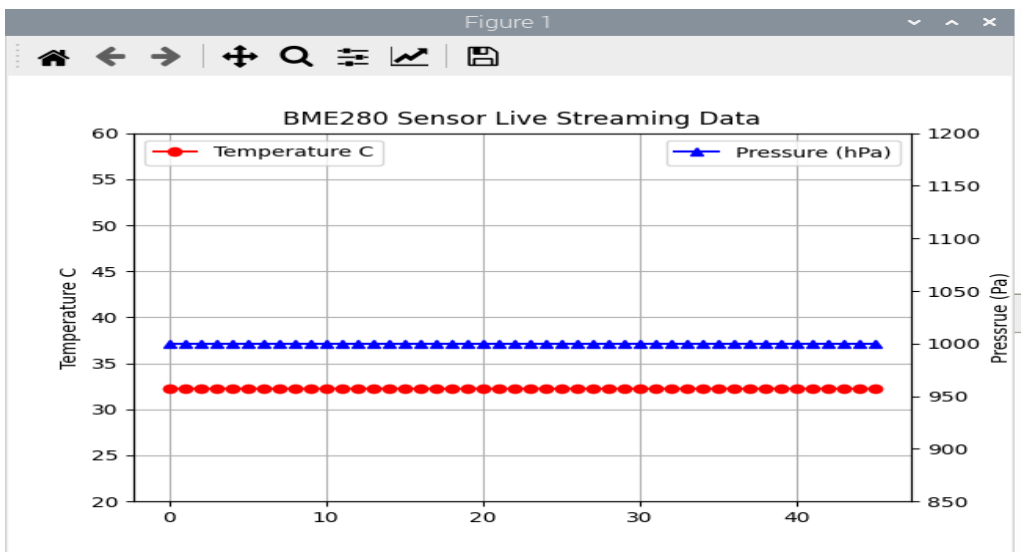 Figure 1
BME280 Sensor Live Streaming Data
Temperature C
Pressure (hPa)
60
55
50
45
40
35
30
25
20
Temperature C
1200
1150
1100
1050
1000
950
900
850
Pressrue (Pa)
0 10 20 30 40